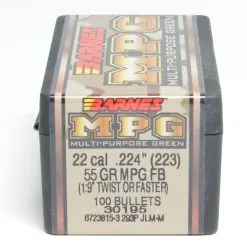 BARNES
MPG
MULTI-PURPOSE GREEN
BARNES
MPG
MULTI-PURPOSE GREEN
22 cal .224" (223)
55 GR MPG FB
(1:9" TWIST OR FASTER)
100 BULLETS
30195
6723815-3 293P JLM-M